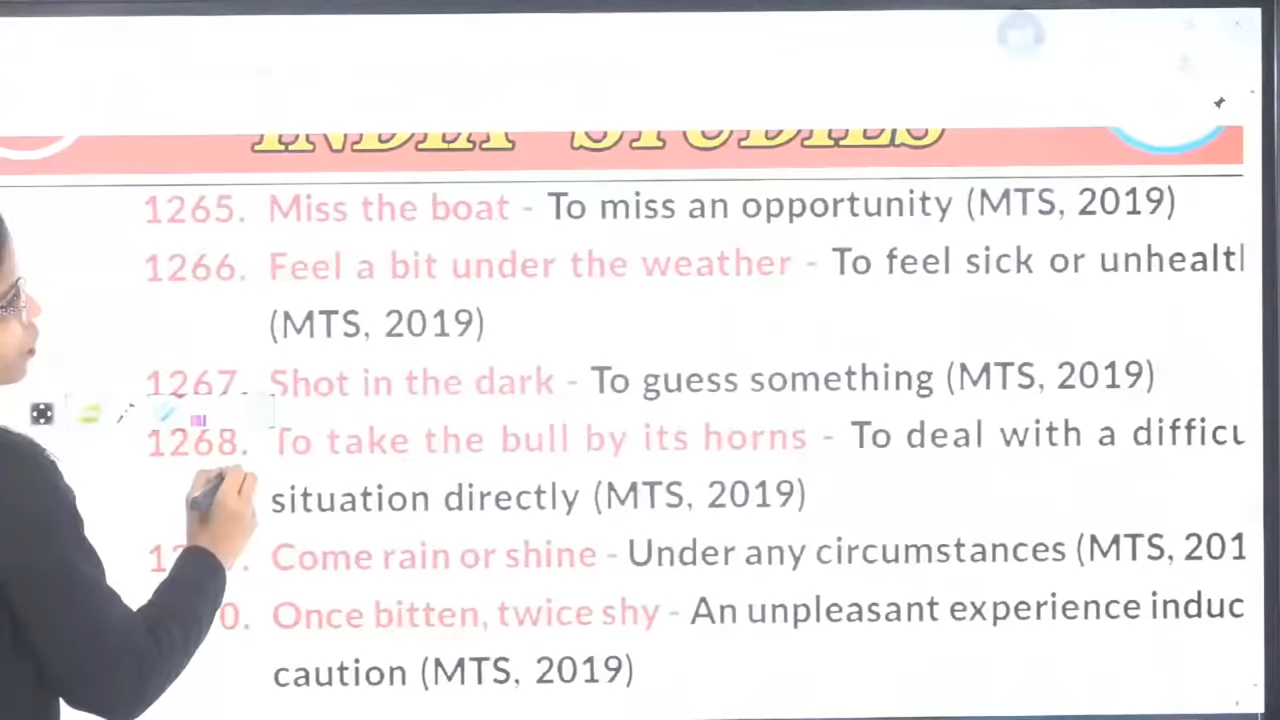 INDIA STUDIES
1265. Miss the boat - To miss an opportunity (MTS, 2019)
1266. Feel a bit under the weather - To feel sick or
(MTS, 2019)
1267. Shot in the dark - To guess something (MTS, 2019)
1268. To take the bull by its horns - To deal with a
situation directly (MTS, 2019)
Come rain or shine - Under any circumstances (MTS, 201
0. Once bitten, twice shy - An unpleasant experience induc
caution (MTS, 2019)